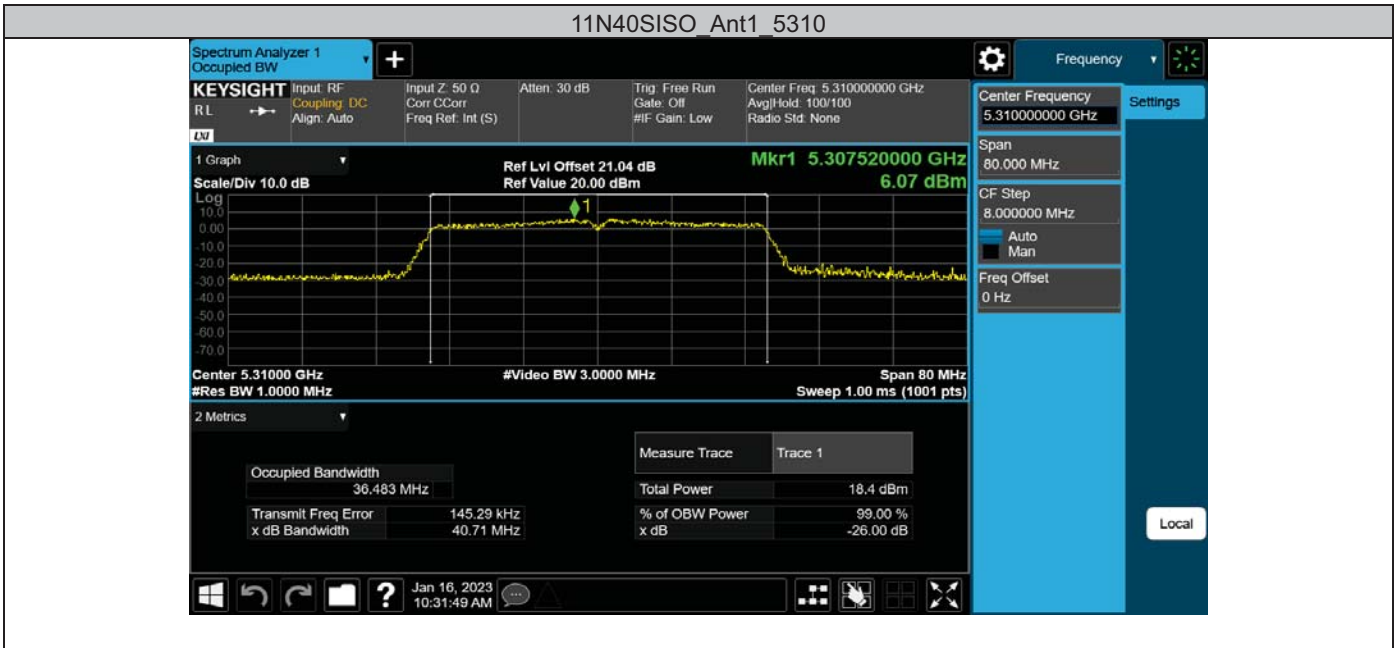 11N40SISO_Ant1_5310
Spectrum Analyzer 1
Occupied BW
Frequency
KEYSIGHT
RL
LXI
Input: RF
Coupling: DC
Align: Auto
Input Z: 50 Ω
Corr CCorr
Freq Ref: Int (S)
Atten: 30 dB
Trig: Free Run
Gate: Off
#IF Gain: Low
Center Freq: 5.310000000 GHz
Avg|Hold: 100/100
Radio Std: None
Center Frequency
5.310000000 GHz
Settings
Span
80.000 MHz
CF Step
8.000000 MHz
Auto
Man
Freq Offset
0 Hz
Local
1 Graph
Scale/Div 10.0 dB
Ref Lvl Offset 21.04 dB
Ref Value 20.00 dBm
Mkr1 5.307520000 GHz
6.07 dBm
Log
10.0
0.00
-10.0
-20.0
-30.0
-40.0
-50.0
-60.0
-70.0
1
Center 5.31000 GHz
#Res BW 1.0000 MHz
#Video BW 3.0000 MHz
Span 80 MHz
Sweep 1.00 ms (1001 pts)
2 Metrics
Measure Trace Trace 1
Occupied Bandwidth
36.483 MHz
Total Power 18.4 dBm
Transmit Freq Error 145.29 kHz
% of OBW Power 99.00 %
x dB Bandwidth 40.71 MHz
x dB -26.00 dB
?
Jan 16, 2023
10:31:49 AM